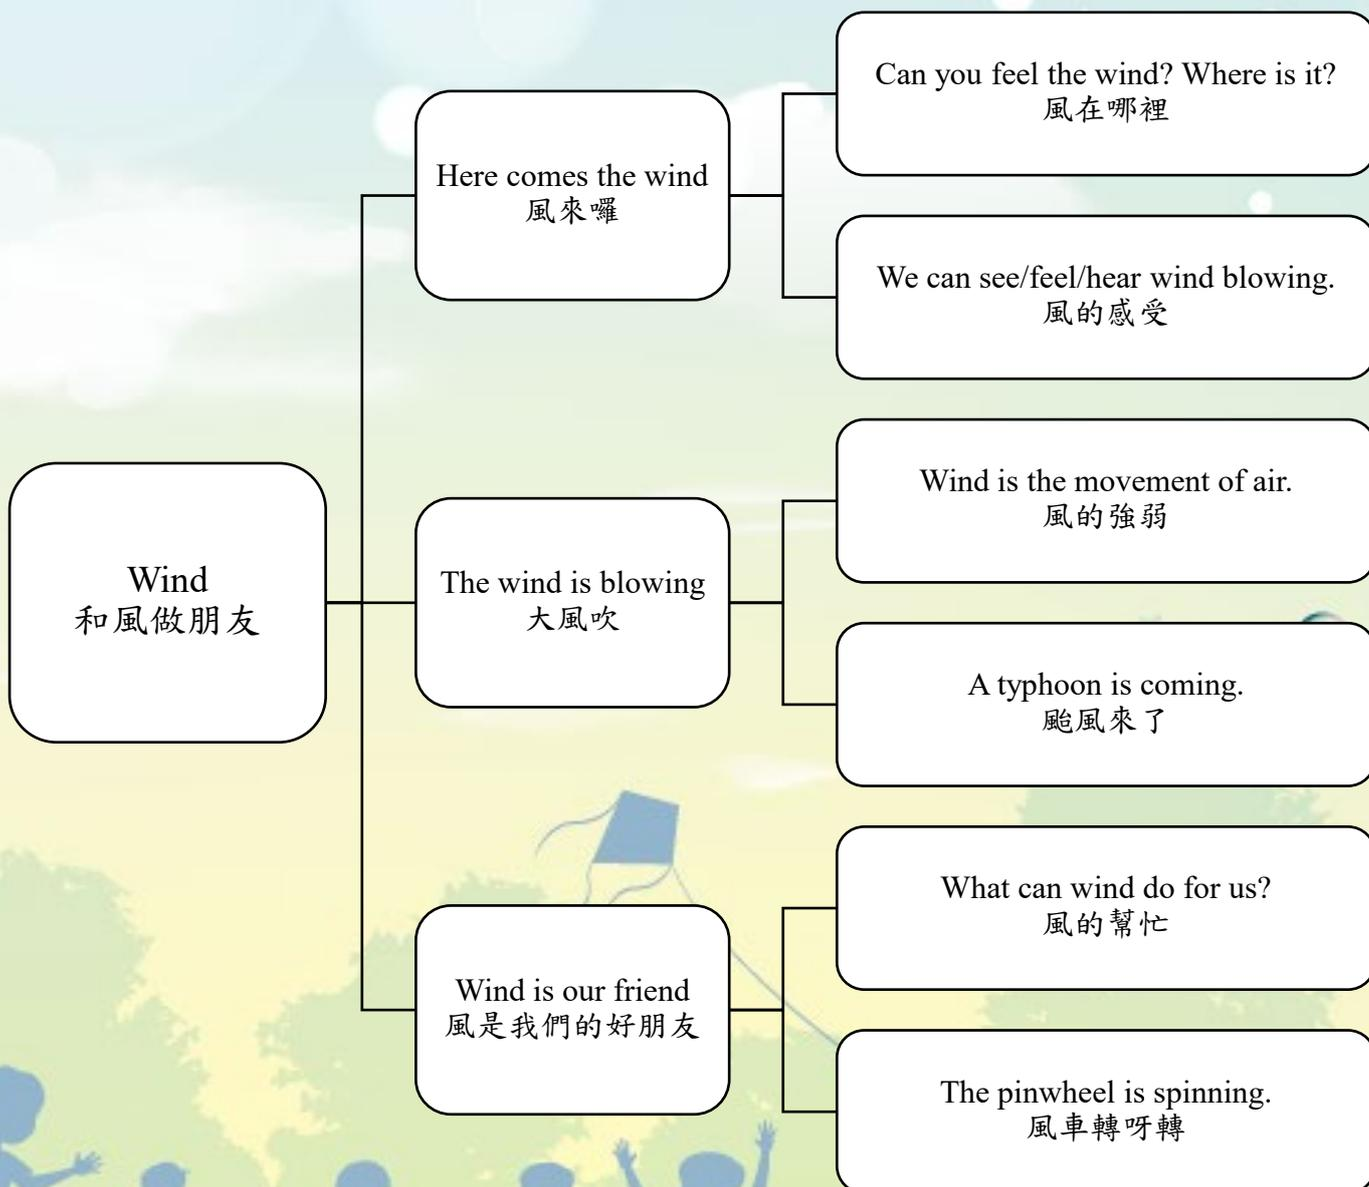 Wind
和風做朋友
Here comes the wind
風來囉
Can you feel the wind? Where is it?
風在哪裡
We can see/feel/hear wind blowing.
風的感受
The wind is blowing
大風吹
Wind is the movement of air.
風的強弱
A typhoon is coming.
颱風來了
Wind is our friend
風是我們的好朋友
What can wind do for us?
風的幫忙
The pinwheel is spinning.
風車轉呀轉